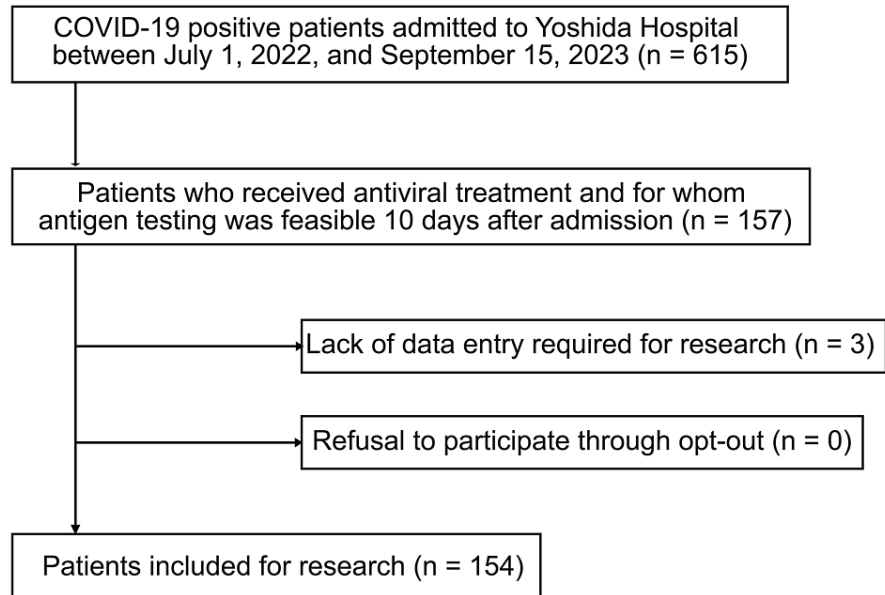 COVID-19 positive patients admitted to Yoshida Hospital
between July 1, 2022, and September 15, 2023 (n = 615)
Patients who received antiviral treatment and for whom
antigen testing was feasible 10 days after admission (n = 157)
Lack of data entry required for research (n = 3)
Refusal to participate through opt-out (n = 0)
Patients included for research (n = 154)